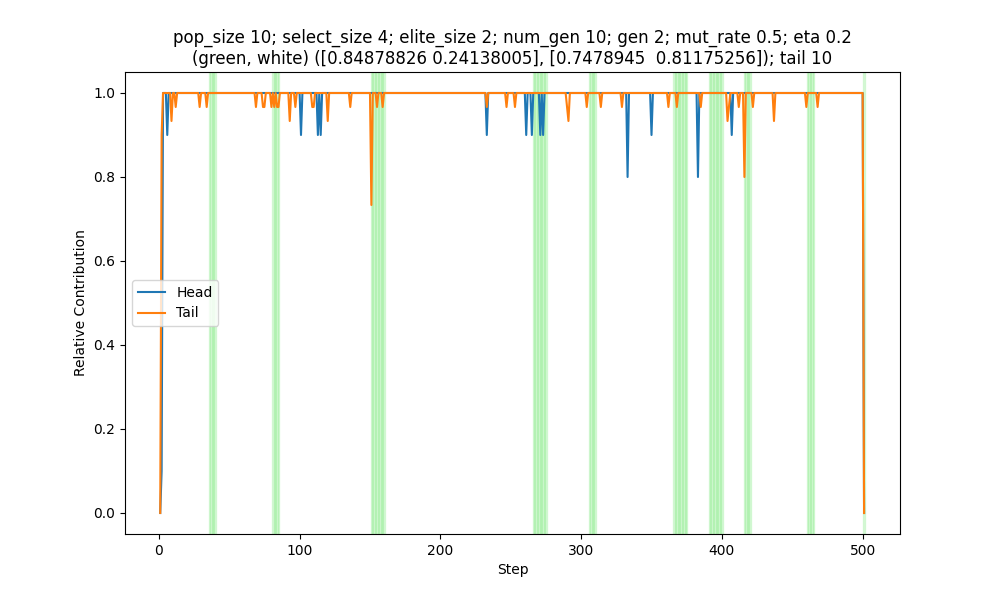 pop_size 10; select_size 4; elite_size 2; num_gen 10; gen 2; mut_rate 0.5; eta 0.2
(green, white) ([0.84878826 0.24138005], [0.7478945  0.81175256]); tail 10
1.0
0.8
0.6
0.4
0.2
0.0
Relative Contribution
Head
Tail
0
100
200
300
400
500
Step